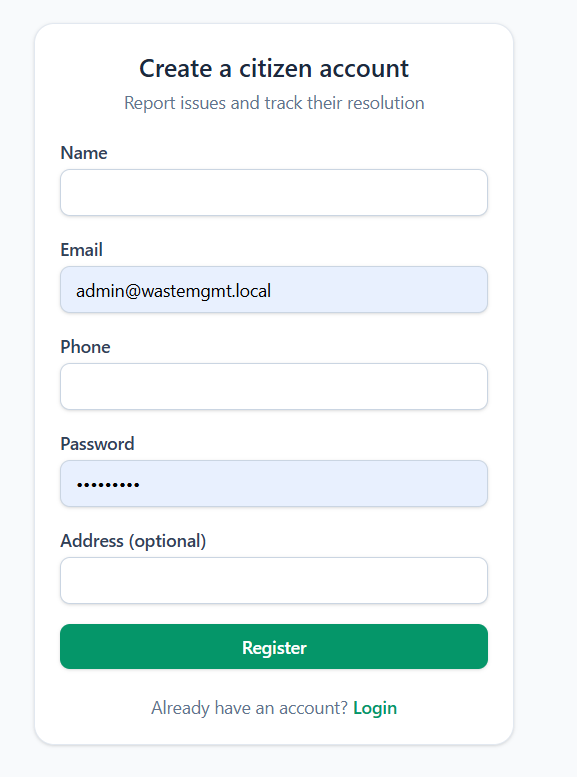 Create a citizen account
Report issues and track their resolution
Name
Email
admin@wastemgmt.local
Phone
Password
•••••••••
Address (optional)
Register
Already have an account? Login